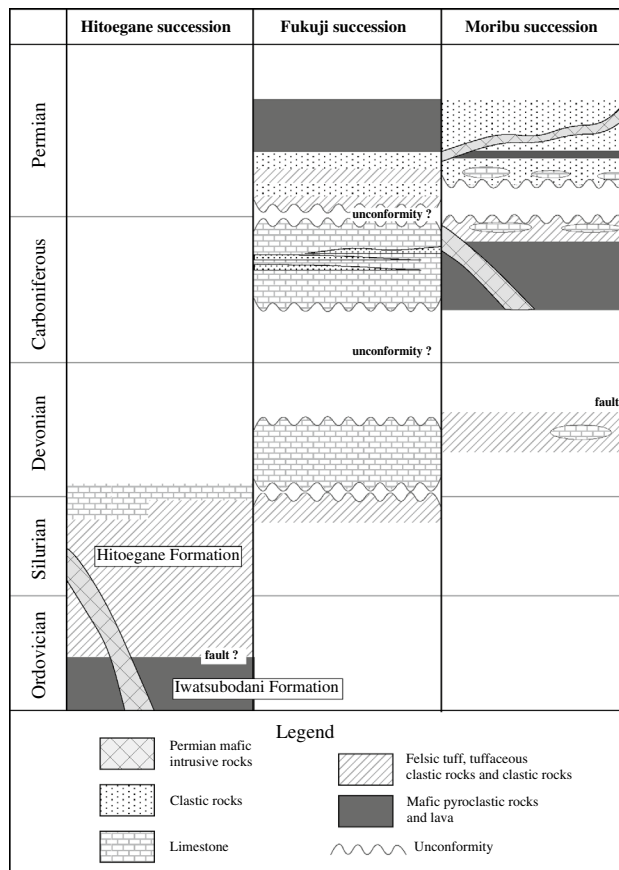 Hitoegane succession
Fukuji succession
Moribu succession
Permian
Carboniferous
Devonian
Silurian
Ordovician
unconformity ?
unconformity ?
fault
Hitoegane Formation
fault ?
Iwatsubodani Formation
Legend
Permian mafic
intrusive rocks
Clastic rocks
Limestone
Felsic tuff, tuffaceous
clastic rocks and clastic rocks
Mafic pyroclastic rocks
and lava
Unconformity